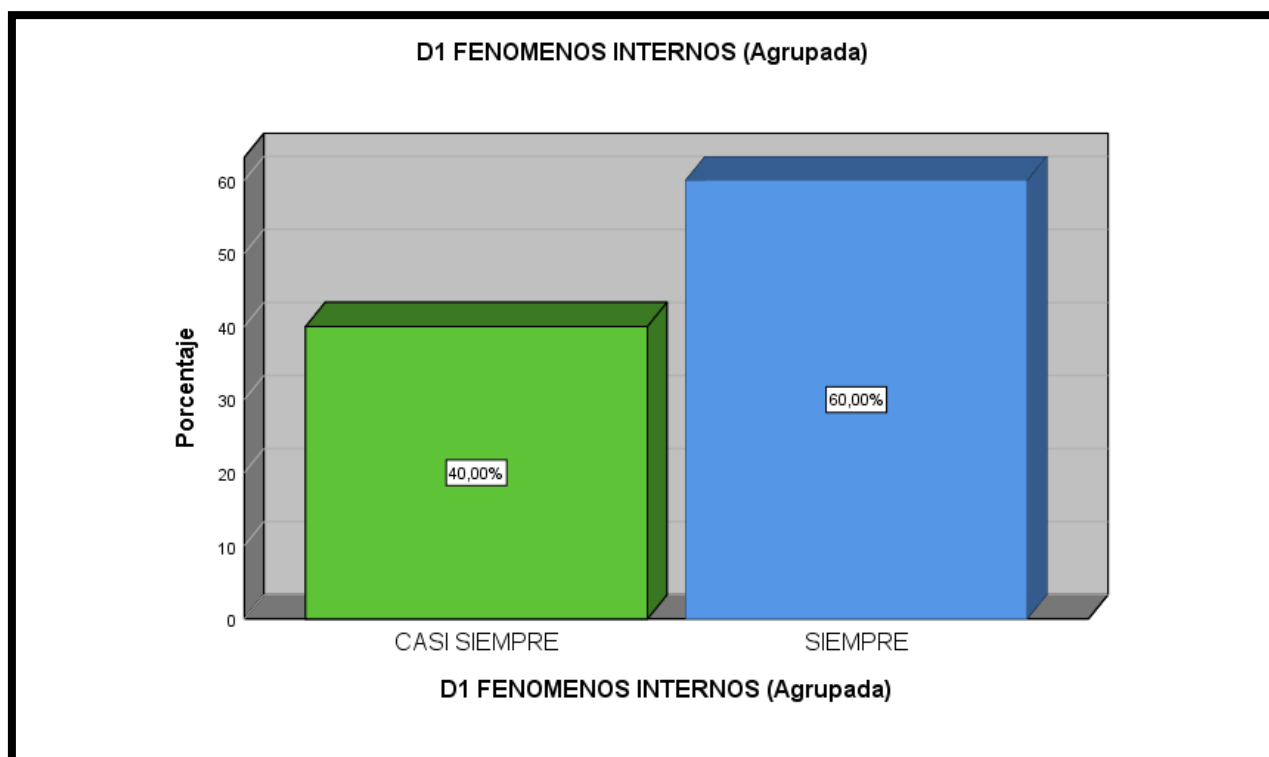 D1 FENOMENOS INTERNOS (Agrupada)
Porcentaje
60
50
40
30
20
10
0
40,00%
60,00%
CASI SIEMPRE
SIEMPRE
D1 FENOMENOS INTERNOS (Agrupada)